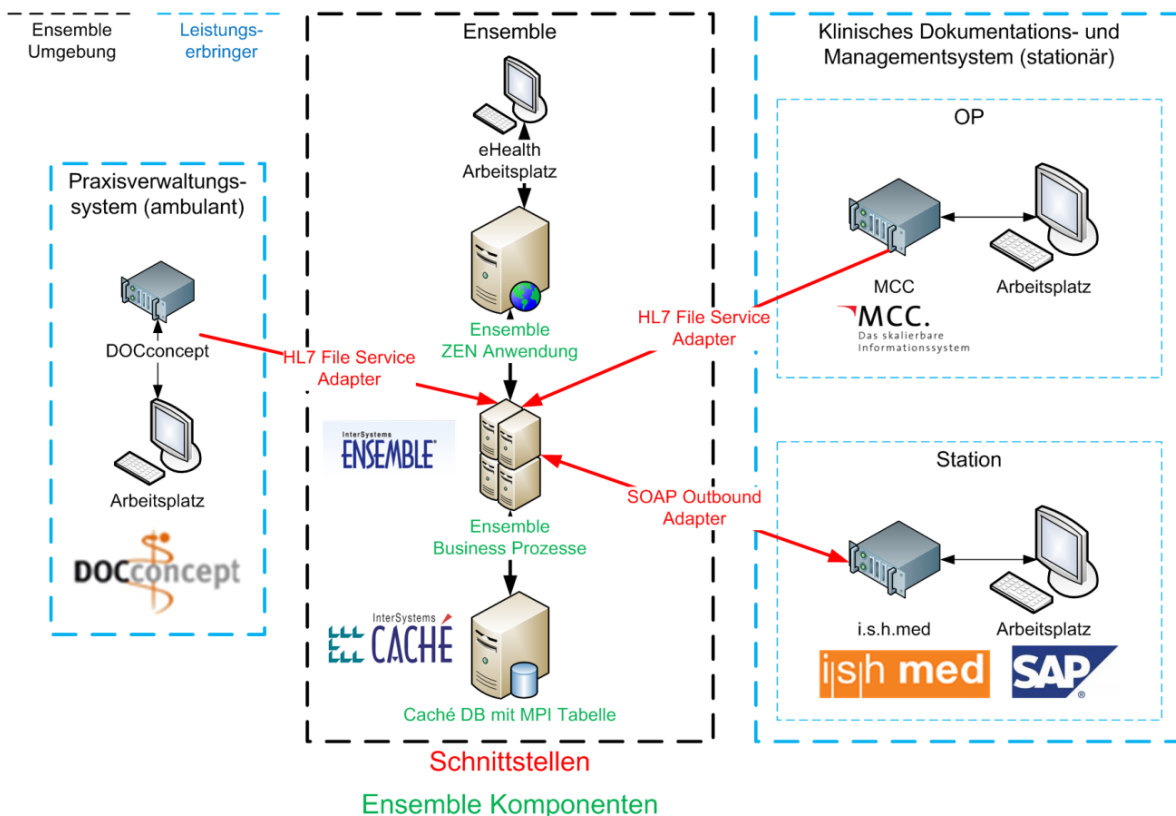 Ensemble
Umgebung
Leistungs-
erbringer
Praxisverwaltungs-
system (ambulant)
DOCconcept
Arbeitsplatz
DOCconcept
Ensemble
eHealth
Arbeitsplatz
Ensemble
ZEN Anwendung
HL7 File Service
Adapter
InterSystems
ENSEMBLE®
Ensemble
Business Prozesse
InterSystems
CACHÉ
Caché DB mit MPI Tabelle
HL7 File Service
Adapter
SOAP Outbound
Adapter
Klinisches Dokumentations- und
Managementsystem (stationär)
OP
MCC
Arbeitsplatz
MCC.
Das skalierbare
Informationssystem
Station
i.s.h.med
Arbeitsplatz
i|s|h med
SAP
Schnittstellen
Ensemble Komponenten